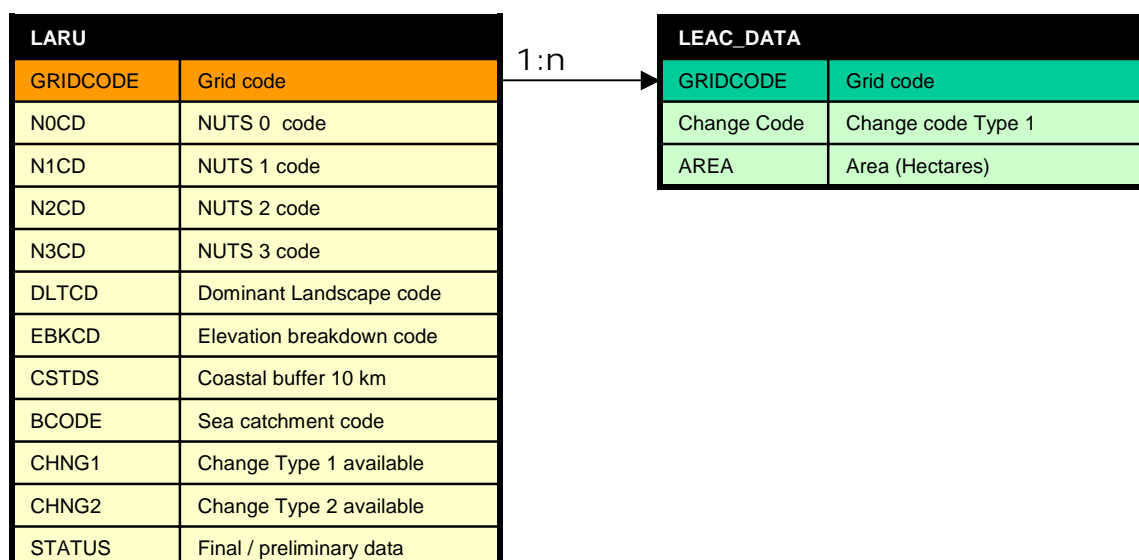 LARU
GRIDCODE Grid code
N0CD NUTS 0 code
N1CD NUTS 1 code
N2CD NUTS 2 code
N3CD NUTS 3 code
DLTCD Dominant Landscape code
EBKCD Elevation breakdown code
CSTDS Coastal buffer 10 km
BCODE Sea catchment code
CHNG1 Change Type 1 available
CHNG2 Change Type 2 available
STATUS Final / preliminary data
1:n
LEAC_DATA
GRIDCODE Grid code
Change Code Change code Type 1
AREA Area (Hectares)